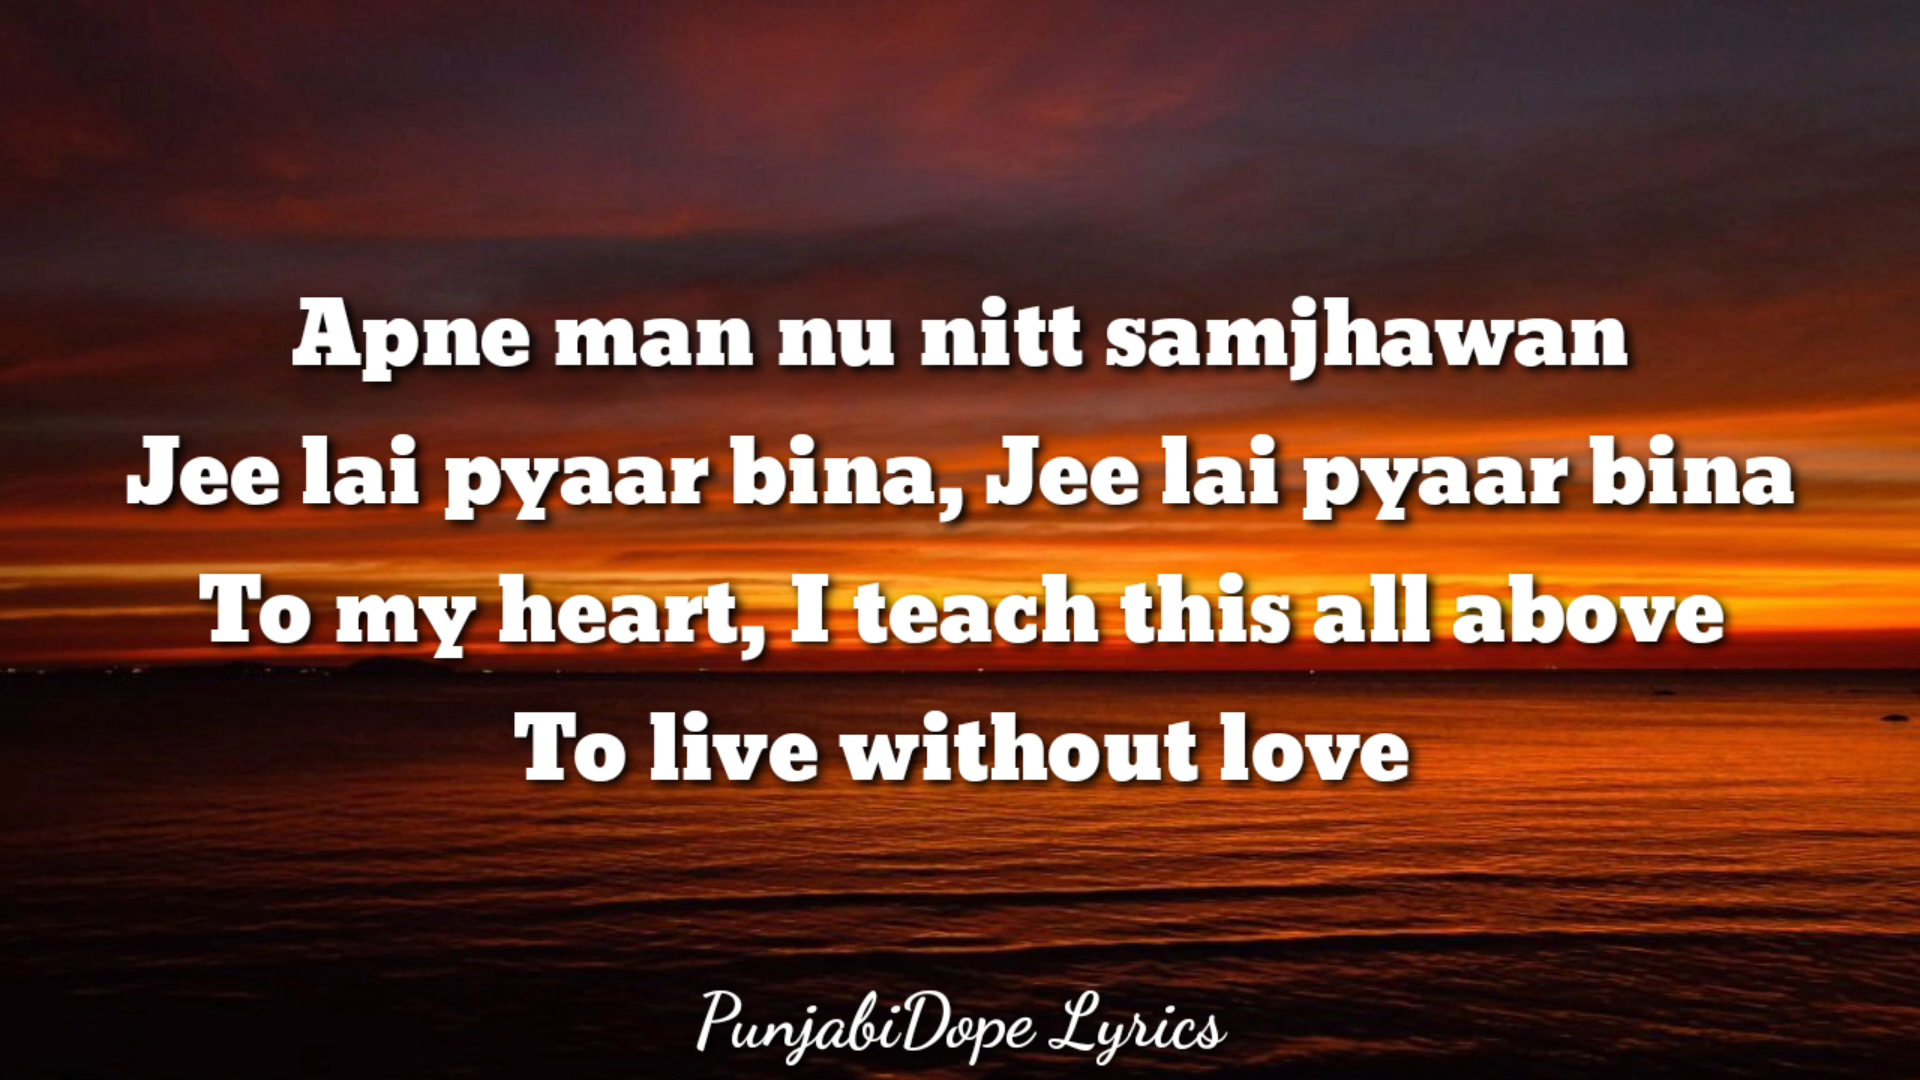 Apne man nu nitt samjhawan
Jee lai pyaar bina, Jee lai pyaar bina
To my heart, I teach this all above
To live without love
PunjabiDope Lyrics